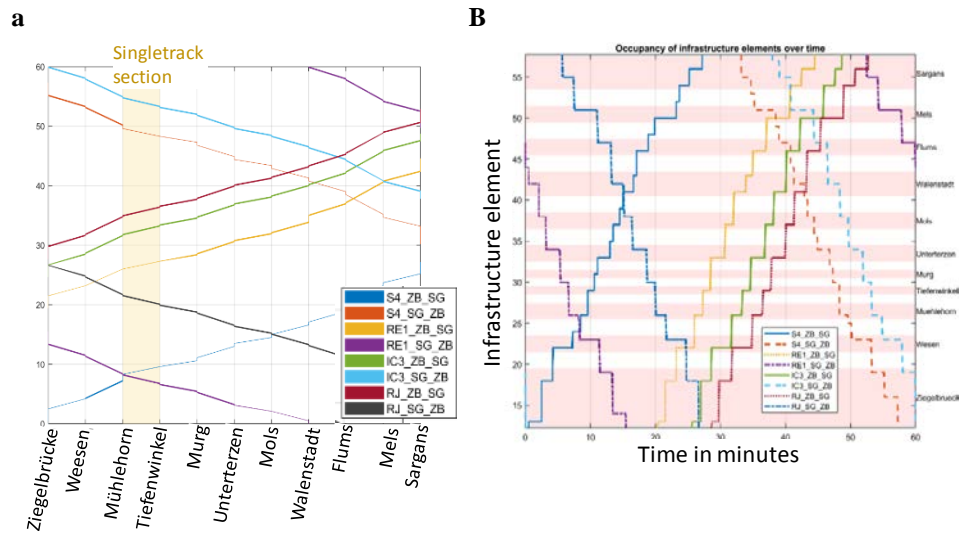 a
Singletrack
section
60
50
40
30
20
10
0
S4_ZB_SG
S4_SG_ZB
RE1_ZB_SG
RE1_SG_ZB
IC3_ZB_SG
IC3_SG_ZB
RJ_ZB_SG
RJ_SG_ZB
Ziegelbrücke
Weesen
Mühlehorn
Tiefenwinkel
Murg
Unterterzen
Mols
Walenstadt
Flums
Mels
Sargans
B
Occupancy of infrastructure elements over time
Infrastructure element
55
50
45
40
35
30
25
20
15
Sargans
Mels
Flums
Walenstadt
Mols
Unterterzon
Murg
Tiefenwinkel
Muehlehorn
Wesen
Ziegelbrueck
S4_ZB_SG
S4_SG_ZB
RE1_ZB_SG
RE1_SG_ZB
IC3_ZB_SG
IC3_SG_ZB
RJ_ZB_SG
RJ_SG_ZB
0 10 20 30 40 50 60
Time in minutes